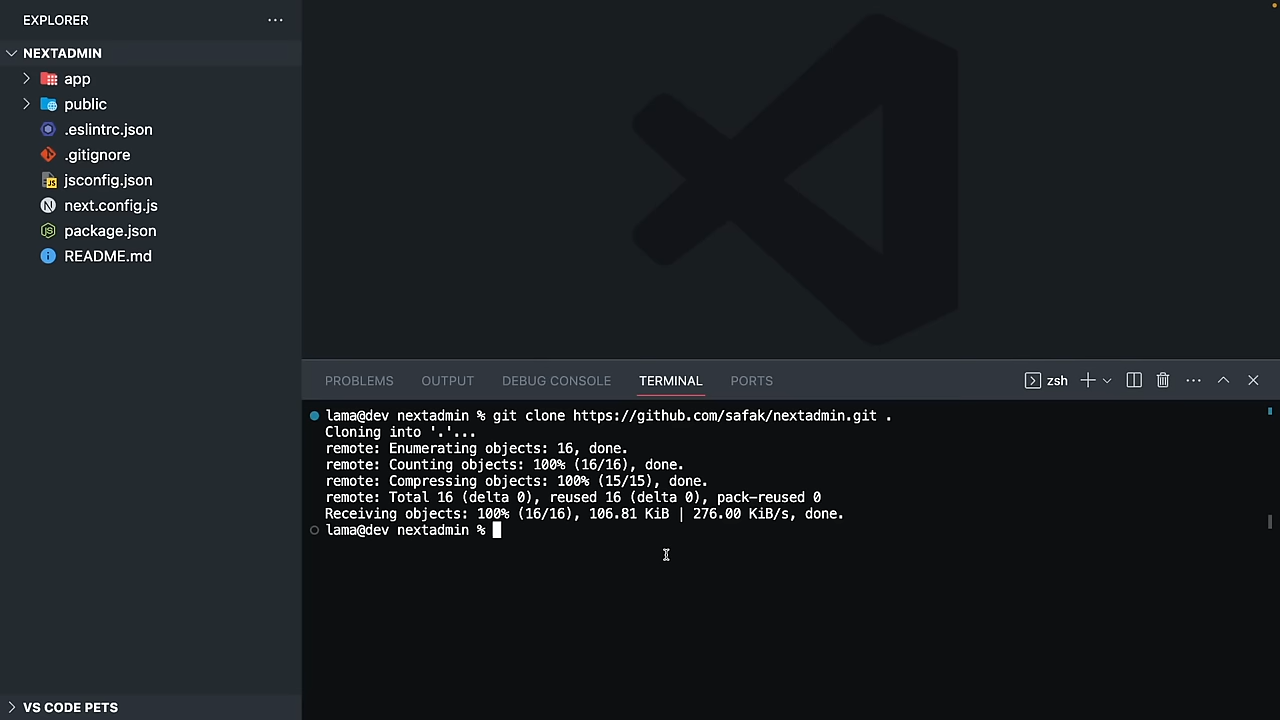 EXPLORER
NEXTADMIN
app
public
.eslintrc.json
.gitignore
jsconfig.json
next.config.js
package.json
README.md
VS CODE PETS
PROBLEMS OUTPUT DEBUG CONSOLE TERMINAL PORTS zsh
lama@dev nextadmin % git clone https://github.com/safak/nextadmin.git .
Cloning into '.'...
remote: Enumerating objects: 16, done.
remote: Counting objects: 100% (16/16), done.
remote: Compressing objects: 100% (15/15), done.
remote: Total 16 (delta 0), reused 16 (delta 0), pack-reused 0
Receiving objects: 100% (16/16), 106.81 KiB | 276.00 KiB/s, done.
lama@dev nextadmin %